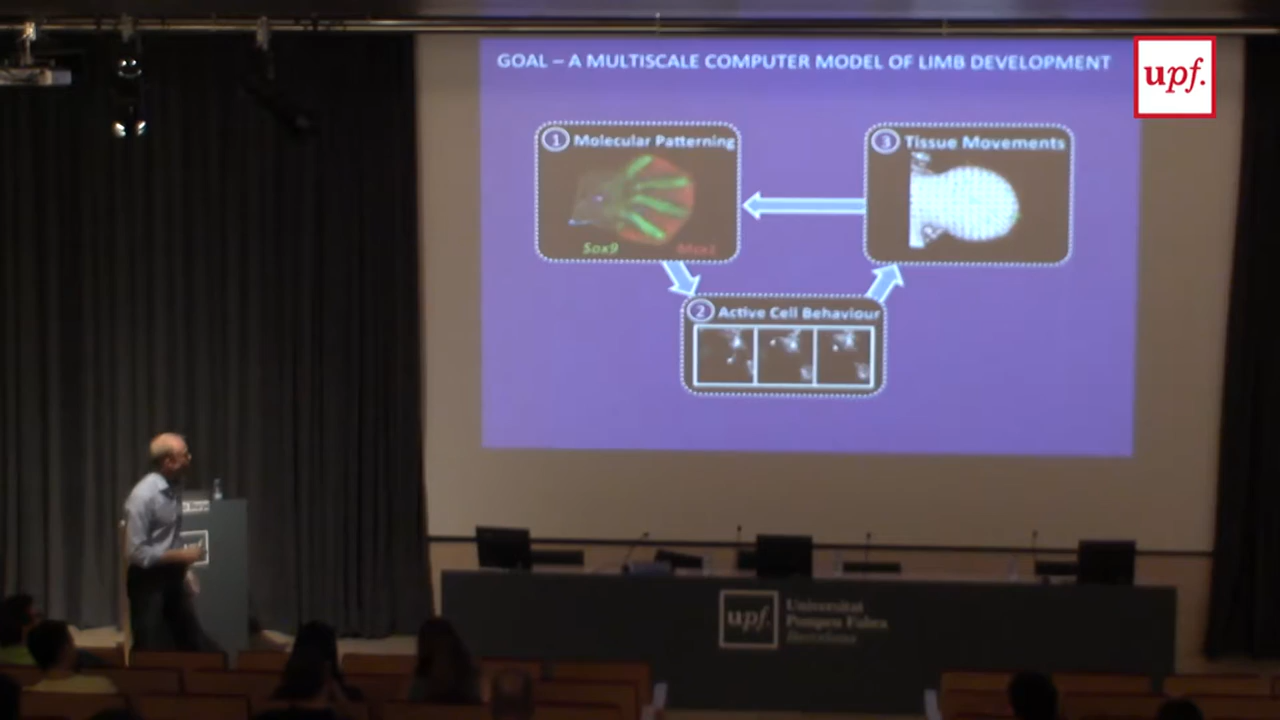 GOAL – A MULTISCALE COMPUTER MODEL OF LIMB DEVELOPMENT
upf.
1 Molecular Patterning
3 Tissue Movements
Sox9
2 Active Cell Behaviour
upf
upf.
Universitat
Pompeu Fabra
Barcelona